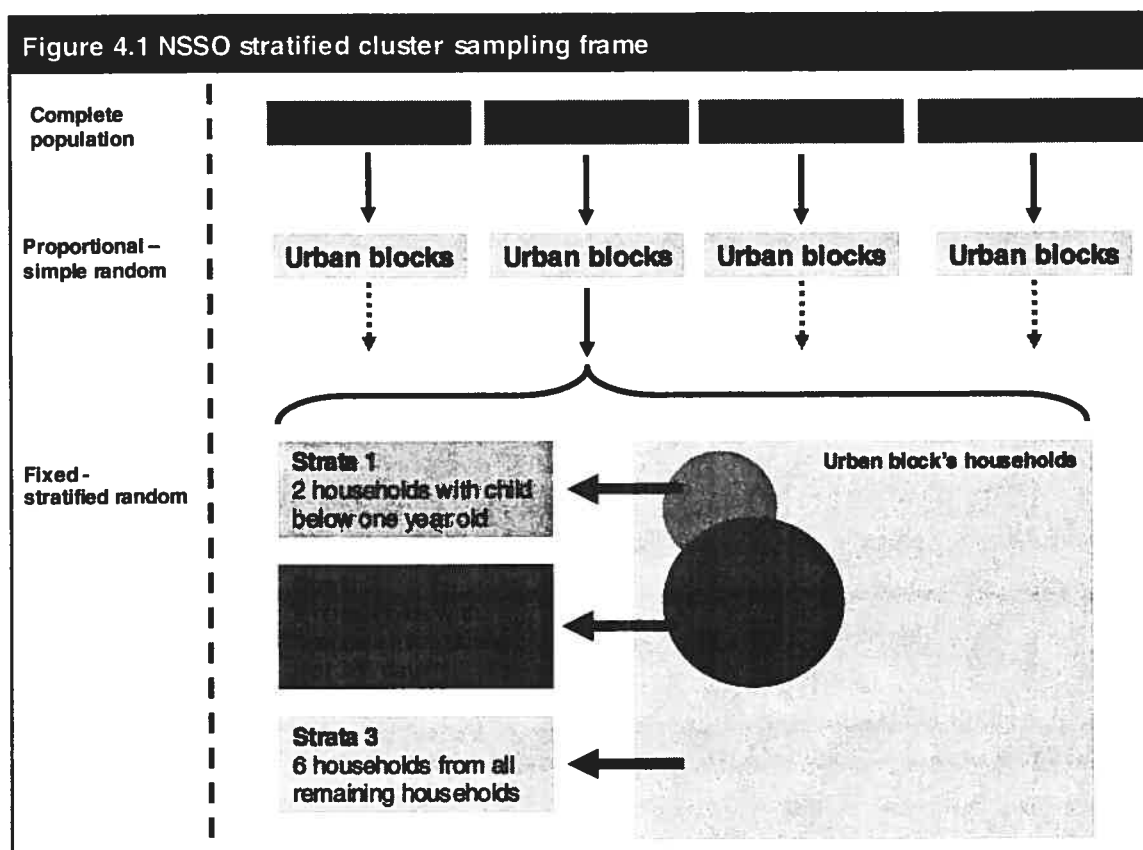 Figure 4.1 NSSO stratified cluster sampling frame
Complete
population
Proportional –
simple random
Urban blocks
Urban blocks
Urban blocks
Urban blocks
Fixed -
stratified random
Strata 1
2 households with child
below one year old
Urban block's households
Strata 3
6 households from all
remaining households